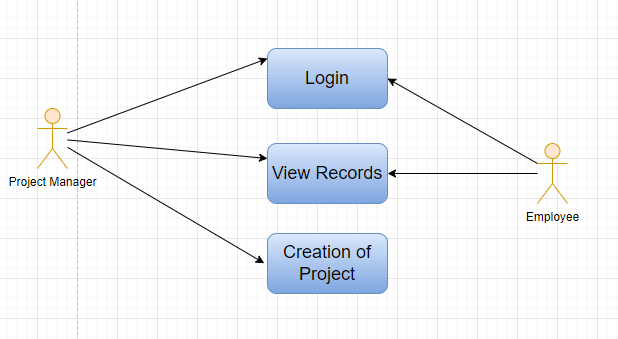 Login
Project Manager
View Records
Employee
Creation of
Project